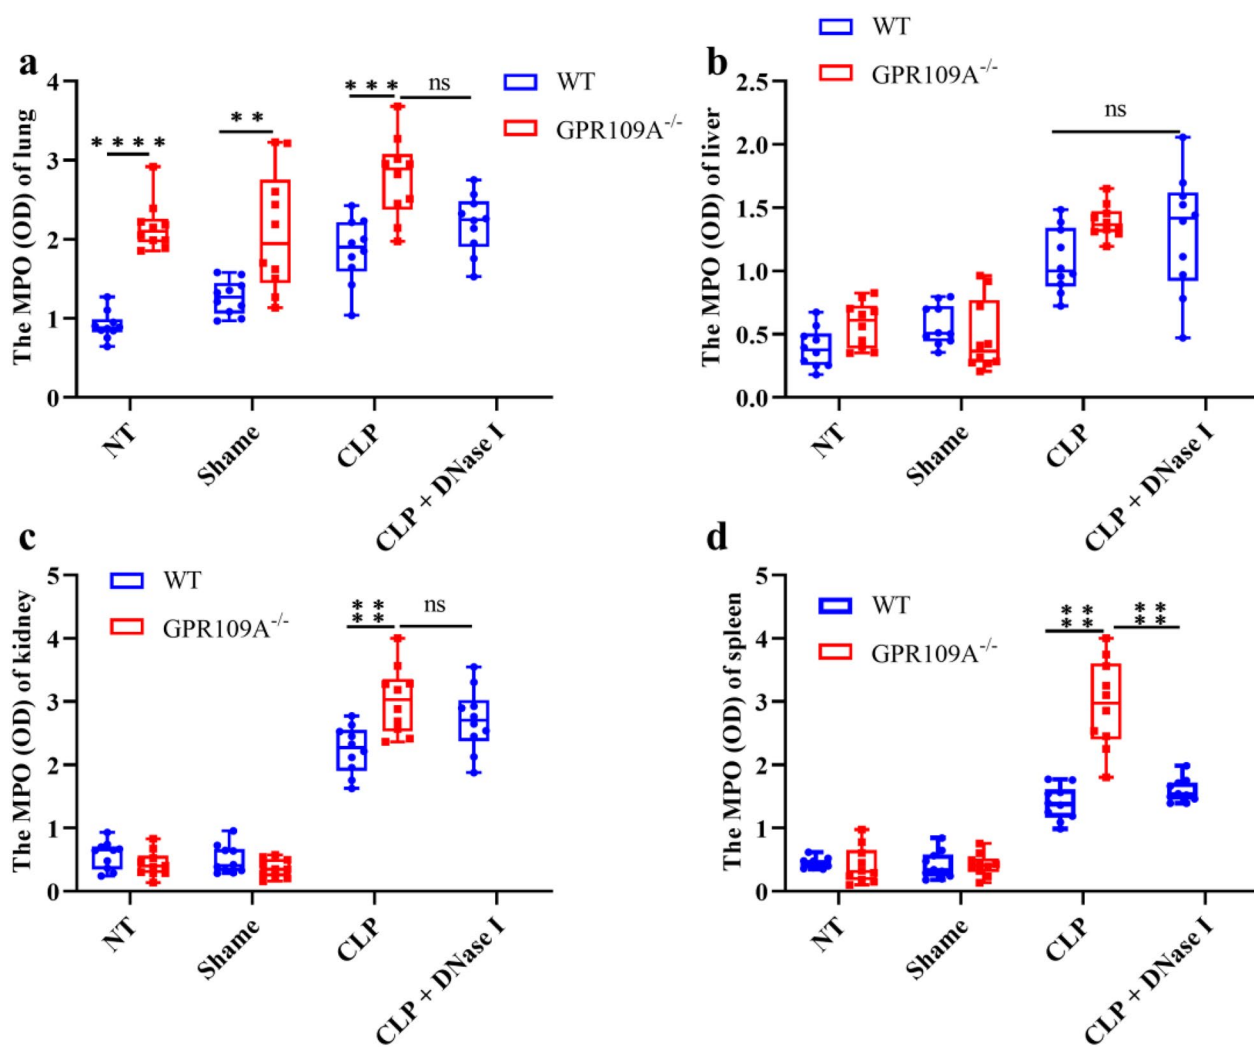 a
The MPO (OD) of lung
4
3
2
1
0
* * * *
* *
* * *
ns
WT
GPR109A-/-
NT
Shame
CLP
CLP + DNase I
b
WT
GPR109A-/-
The MPO (OD) of liver
2.5
2.0
1.5
1.0
0.5
0.0
ns
NT
Shame
CLP
CLP + DNase I
c
The MPO (OD) of kidney
5
4
3
2
1
0
WT
GPR109A-/-
* *
* *
ns
NT
Shame
CLP
CLP + DNase I
d
The MPO (OD) of spleen
5
4
3
2
1
0
WT
GPR109A-/-
* *
* *
* *
* *
NT
Shame
CLP
CLP + DNase I